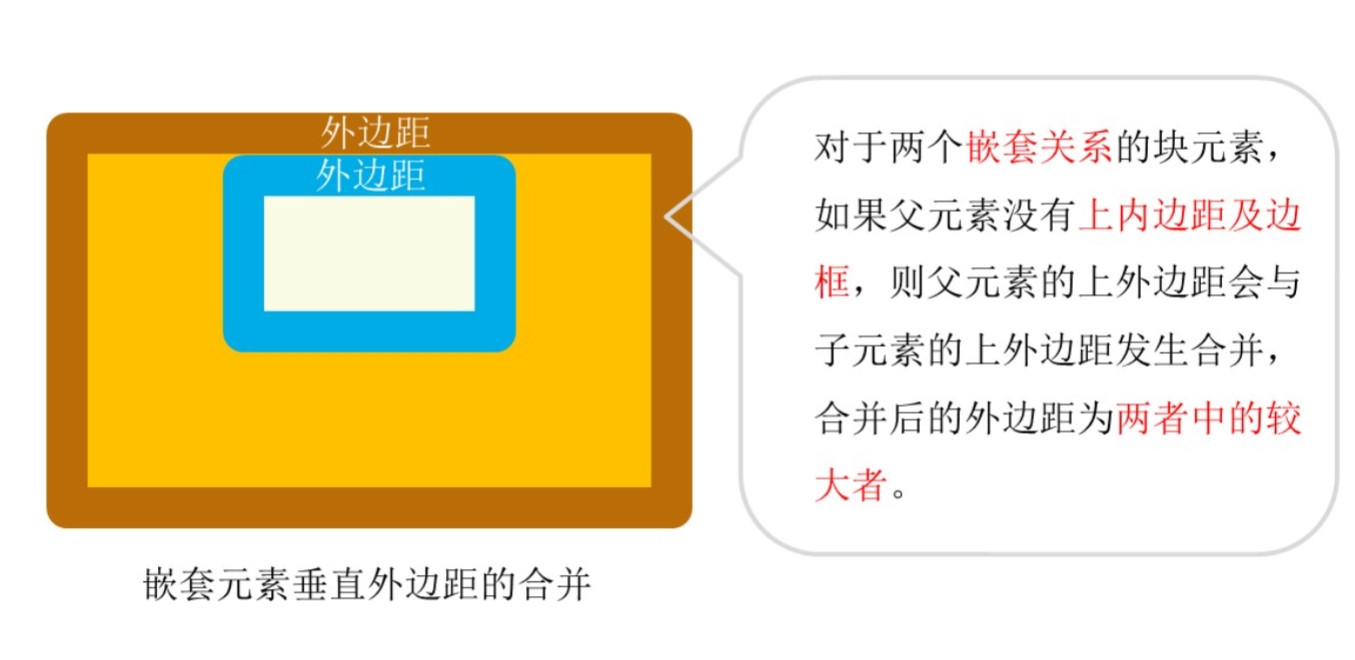 外边距
外边距
嵌套元素垂直外边距的合并
对于两个嵌套关系的块元素，
如果父元素没有上内边距及边
框，则父元素的上外边距会与
子元素的上外边距发生合并，
合并后的外边距为两者中的较
大者。